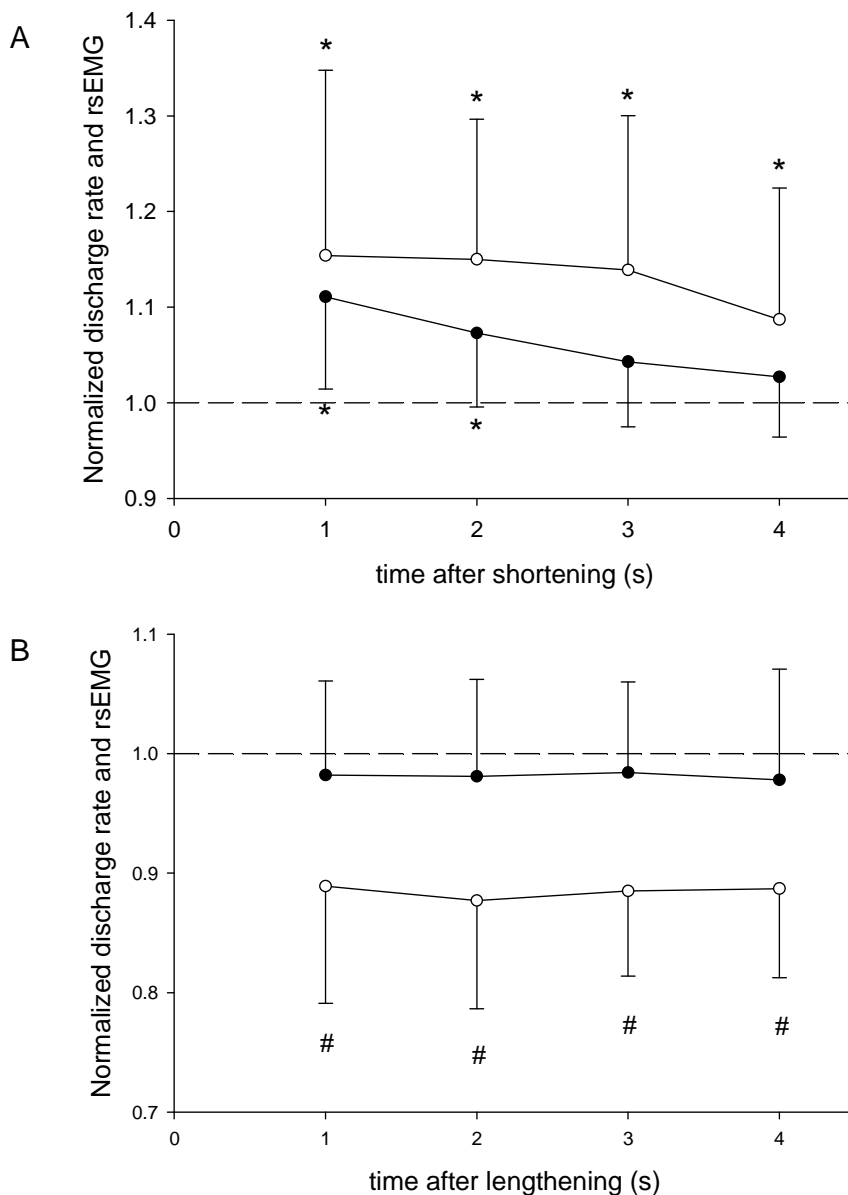 A
Normalized discharge rate and rsEMG
1.4
1.3
1.2
1.1
1.0
0.9
* * * *
* *
0 1 2 3 4
time after shortening (s)
B
Normalized discharge rate and rsEMG
1.1
1.0
0.9
0.8
0.7
# # # #
0 1 2 3 4
time after lengthening (s)